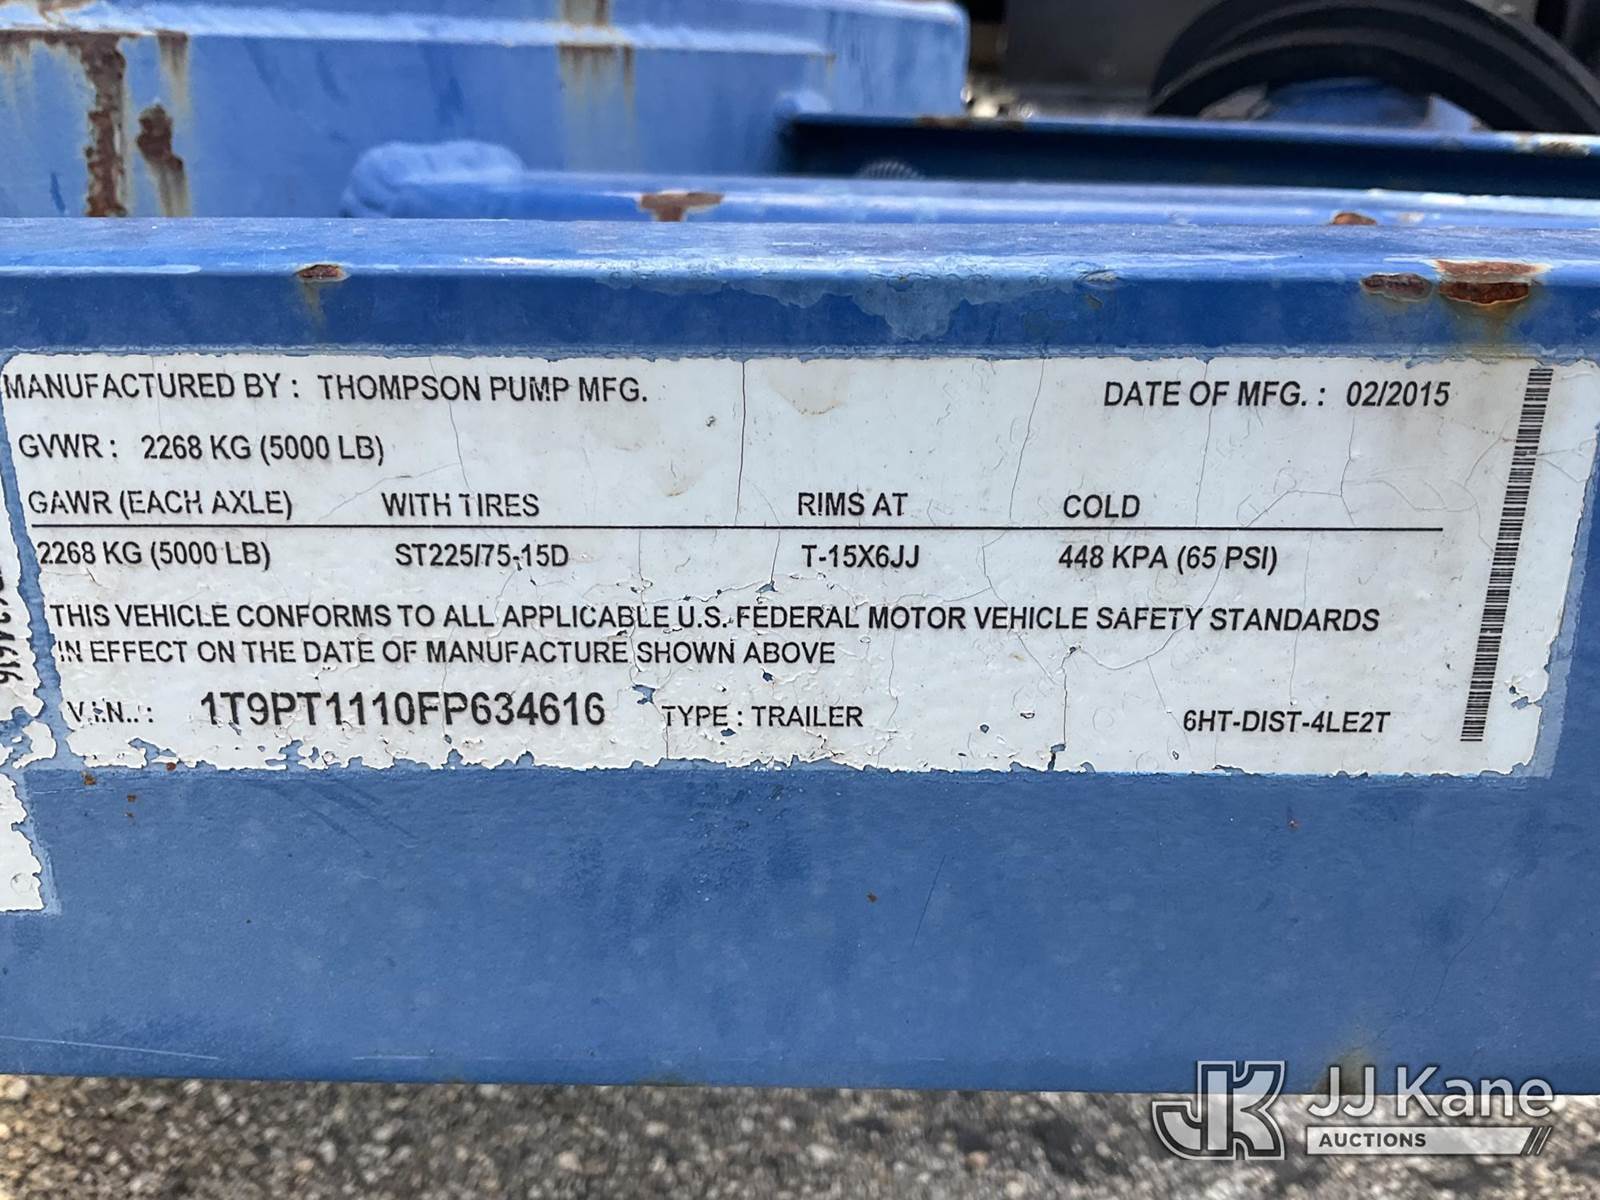 MANUFACTURED BY : THOMPSON PUMP MFG. DATE OF MFG. : 02/2015
GVWR : 2268 KG (5000 LB)
GAWR (EACH AXLE) WITH TIRES RIMS AT COLD
2268 KG (5000 LB) ST225/75-15D T-15X6JJ 448 KPA (65 PSI)
THIS VEHICLE CONFORMS TO ALL APPLICABLE U.S. FEDERAL MOTOR VEHICLE SAFETY STANDARDS
IN EFFECT ON THE DATE OF MANUFACTURE SHOWN ABOVE
V.I.N. : 1T9PT1110FP634616 TYPE : TRAILER 6HT-DIST-4LE2T
JK JJ Kane
AUCTIONS